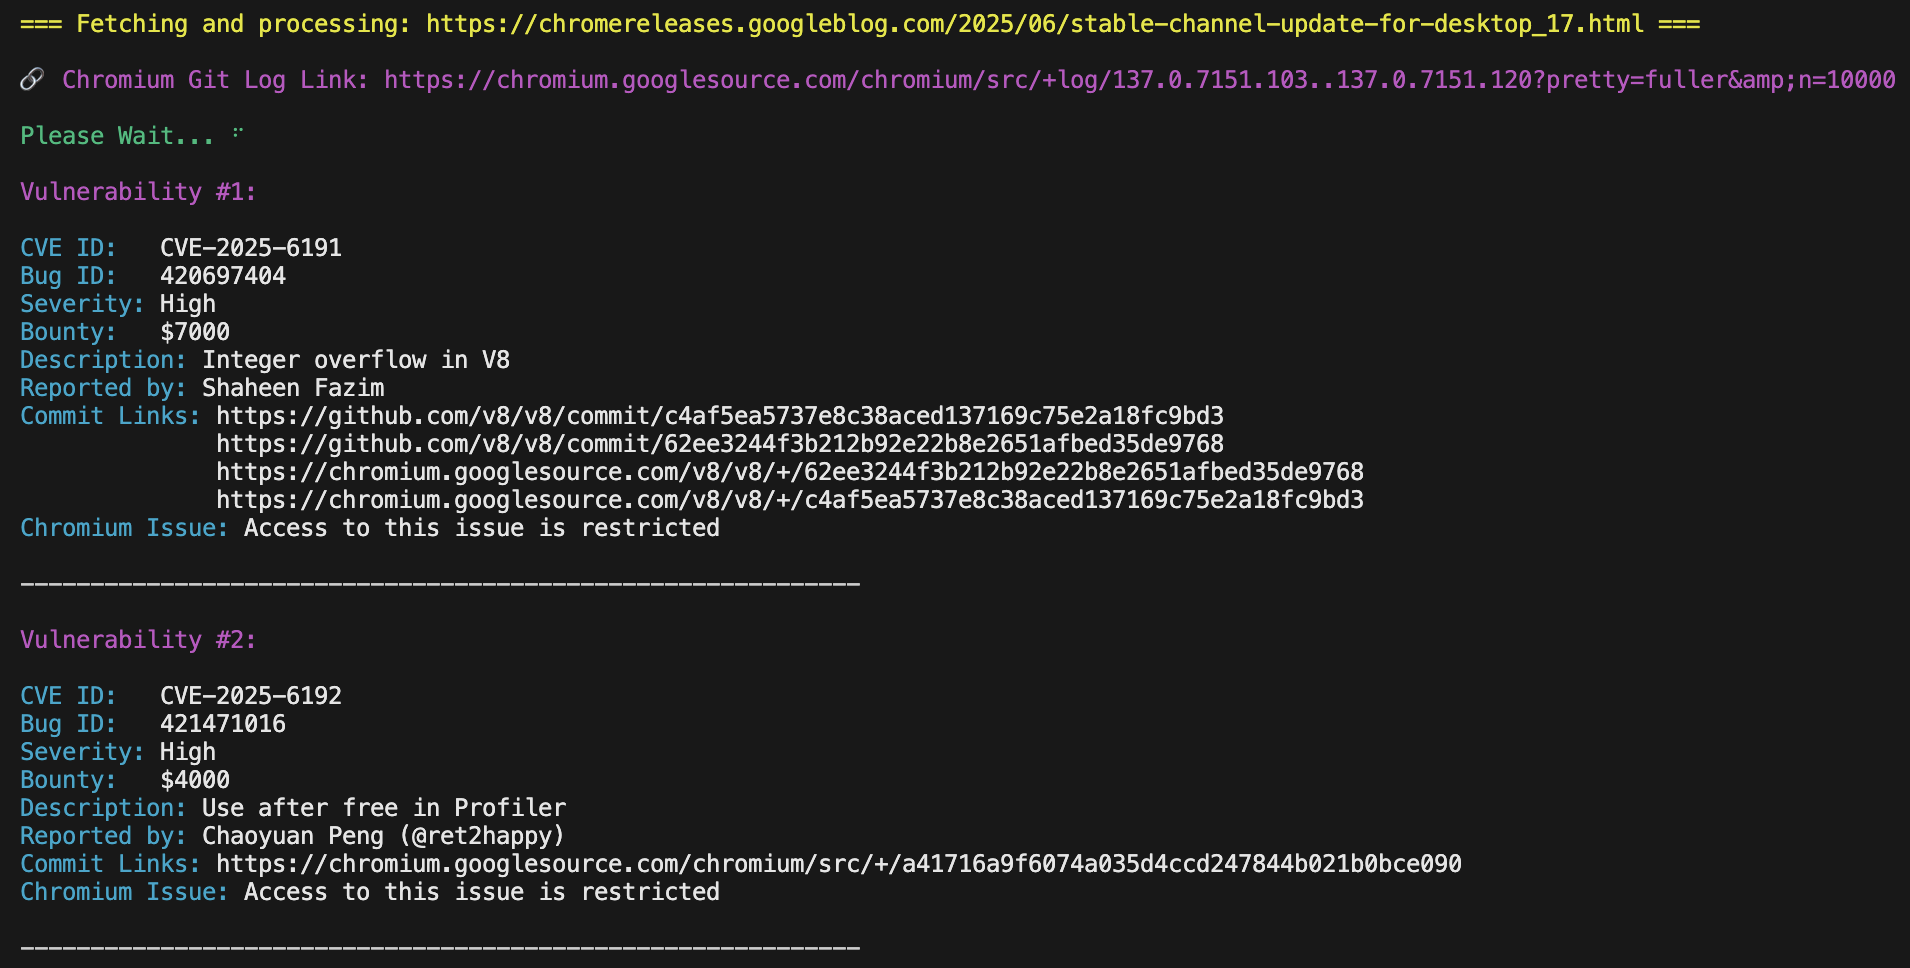 === Fetching and processing: https://chromereleases.googleblog.com/2025/06/stable-channel-update-for-desktop_17.html ===
🔗 Chromium Git Log Link: https://chromium.googlesource.com/chromium/src/+log/137.0.7151.103..137.0.7151.120?pretty=fuller&amp;n=10000
Please Wait... ⠋
Vulnerability #1:
CVE ID: CVE-2025-6191
Bug ID: 420697404
Severity: High
Bounty: $7000
Description: Integer overflow in V8
Reported by: Shaheen Fazim
Commit Links: https://github.com/v8/v8/commit/c4af5ea5737e8c38aced137169c75e2a18fc9bd3
https://github.com/v8/v8/commit/62ee3244f3b212b92e22b8e2651afbed35de9768
https://chromium.googlesource.com/v8/v8/+/62ee3244f3b212b92e22b8e2651afbed35de9768
https://chromium.googlesource.com/v8/v8/+/c4af5ea5737e8c38aced137169c75e2a18fc9bd3
Chromium Issue: Access to this issue is restricted
------------------------------------------------------------
Vulnerability #2:
CVE ID: CVE-2025-6192
Bug ID: 421471016
Severity: High
Bounty: $4000
Description: Use after free in Profiler
Reported by: Chaoyuan Peng (@ret2happy)
Commit Links: https://chromium.googlesource.com/chromium/src/+/a41716a9f6074a035d4ccd247844b021b0bce090
Chromium Issue: Access to this issue is restricted
------------------------------------------------------------